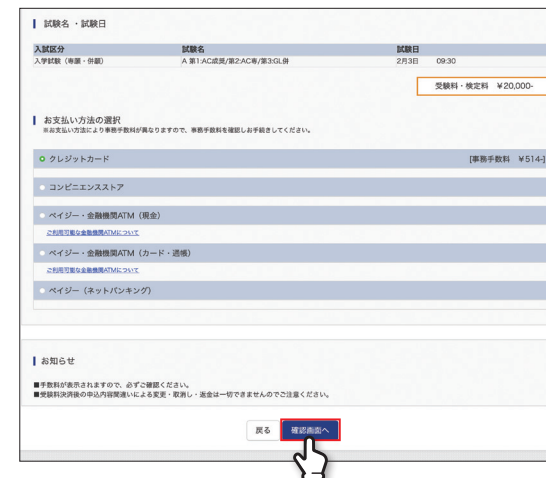 試験名・試験日
入試区分 試験名 試験日
入学試験（専願・併願） A 第1:AC成奨/第2:AC専/第3:GL併 2月3日 09:30
受験料・検定料 ￥20,000-
お支払い方法の選択
※お支払い方法により事務手数料が異なりますので、事務手数料を確認しお手続きしてください。
クレジットカード [事務手数料 ￥514-]
コンビニエンスストア
ペイジー・金融機関ATM（現金）
ご利用可能な金融機関ATMについて
ペイジー・金融機関ATM（カード・通帳）
ご利用可能な金融機関ATMについて
ペイジー（ネットバンキング）
お知らせ
■手数料が表示されますので、必ずご確認ください。
■受験料決済後の申込内容間違いによる変更・取消し・返金は一切できませんのでご注意ください。
戻る 確認画面へ